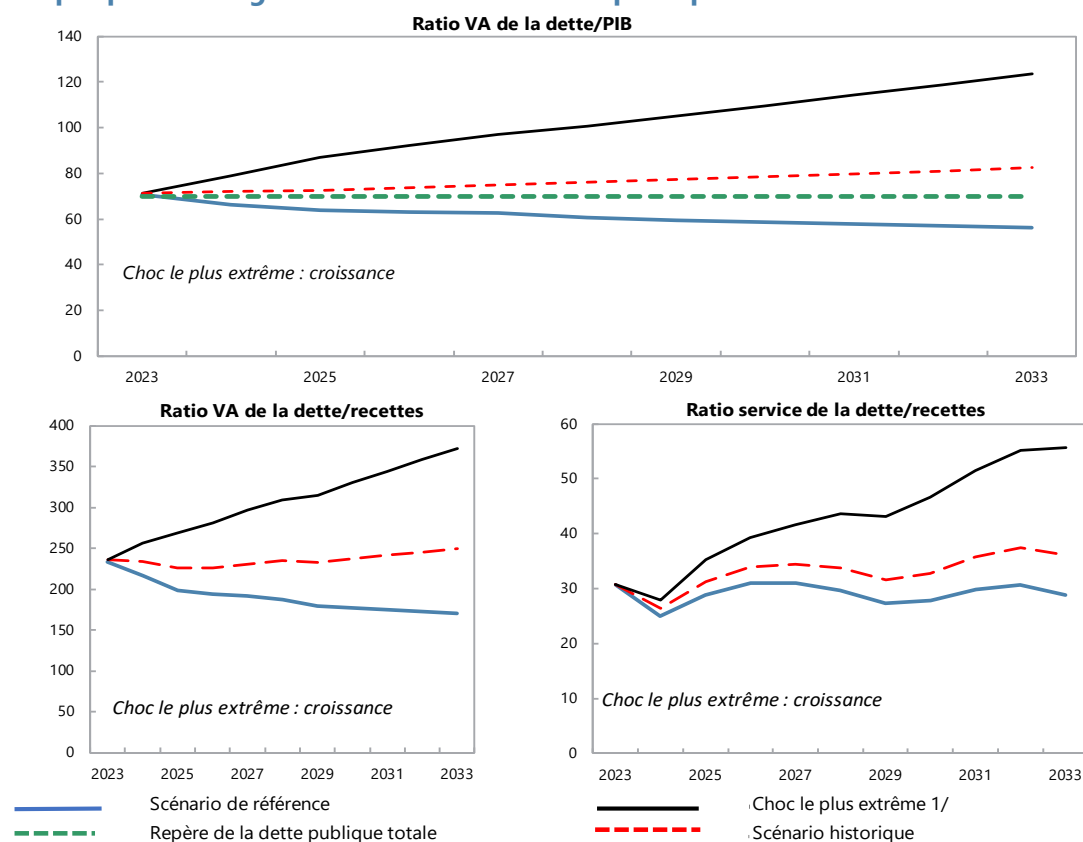 Ratio VA de la dette/PIB
140
120
100
80
60
40
20
0
Choc le plus extrême : croissance
2023 2025 2027 2029 2031 2033
Ratio VA de la dette/recettes
400
350
300
250
200
150
100
50
0
Choc le plus extrême : croissance
2023 2025 2027 2029 2031 2033
Ratio service de la dette/recettes
60
50
40
30
20
10
0
Choc le plus extrême : croissance
2023 2025 2027 2029 2031 2033
Scénario de référence
Choc le plus extrême 1/
Repère de la dette publique totale
Scénario historique